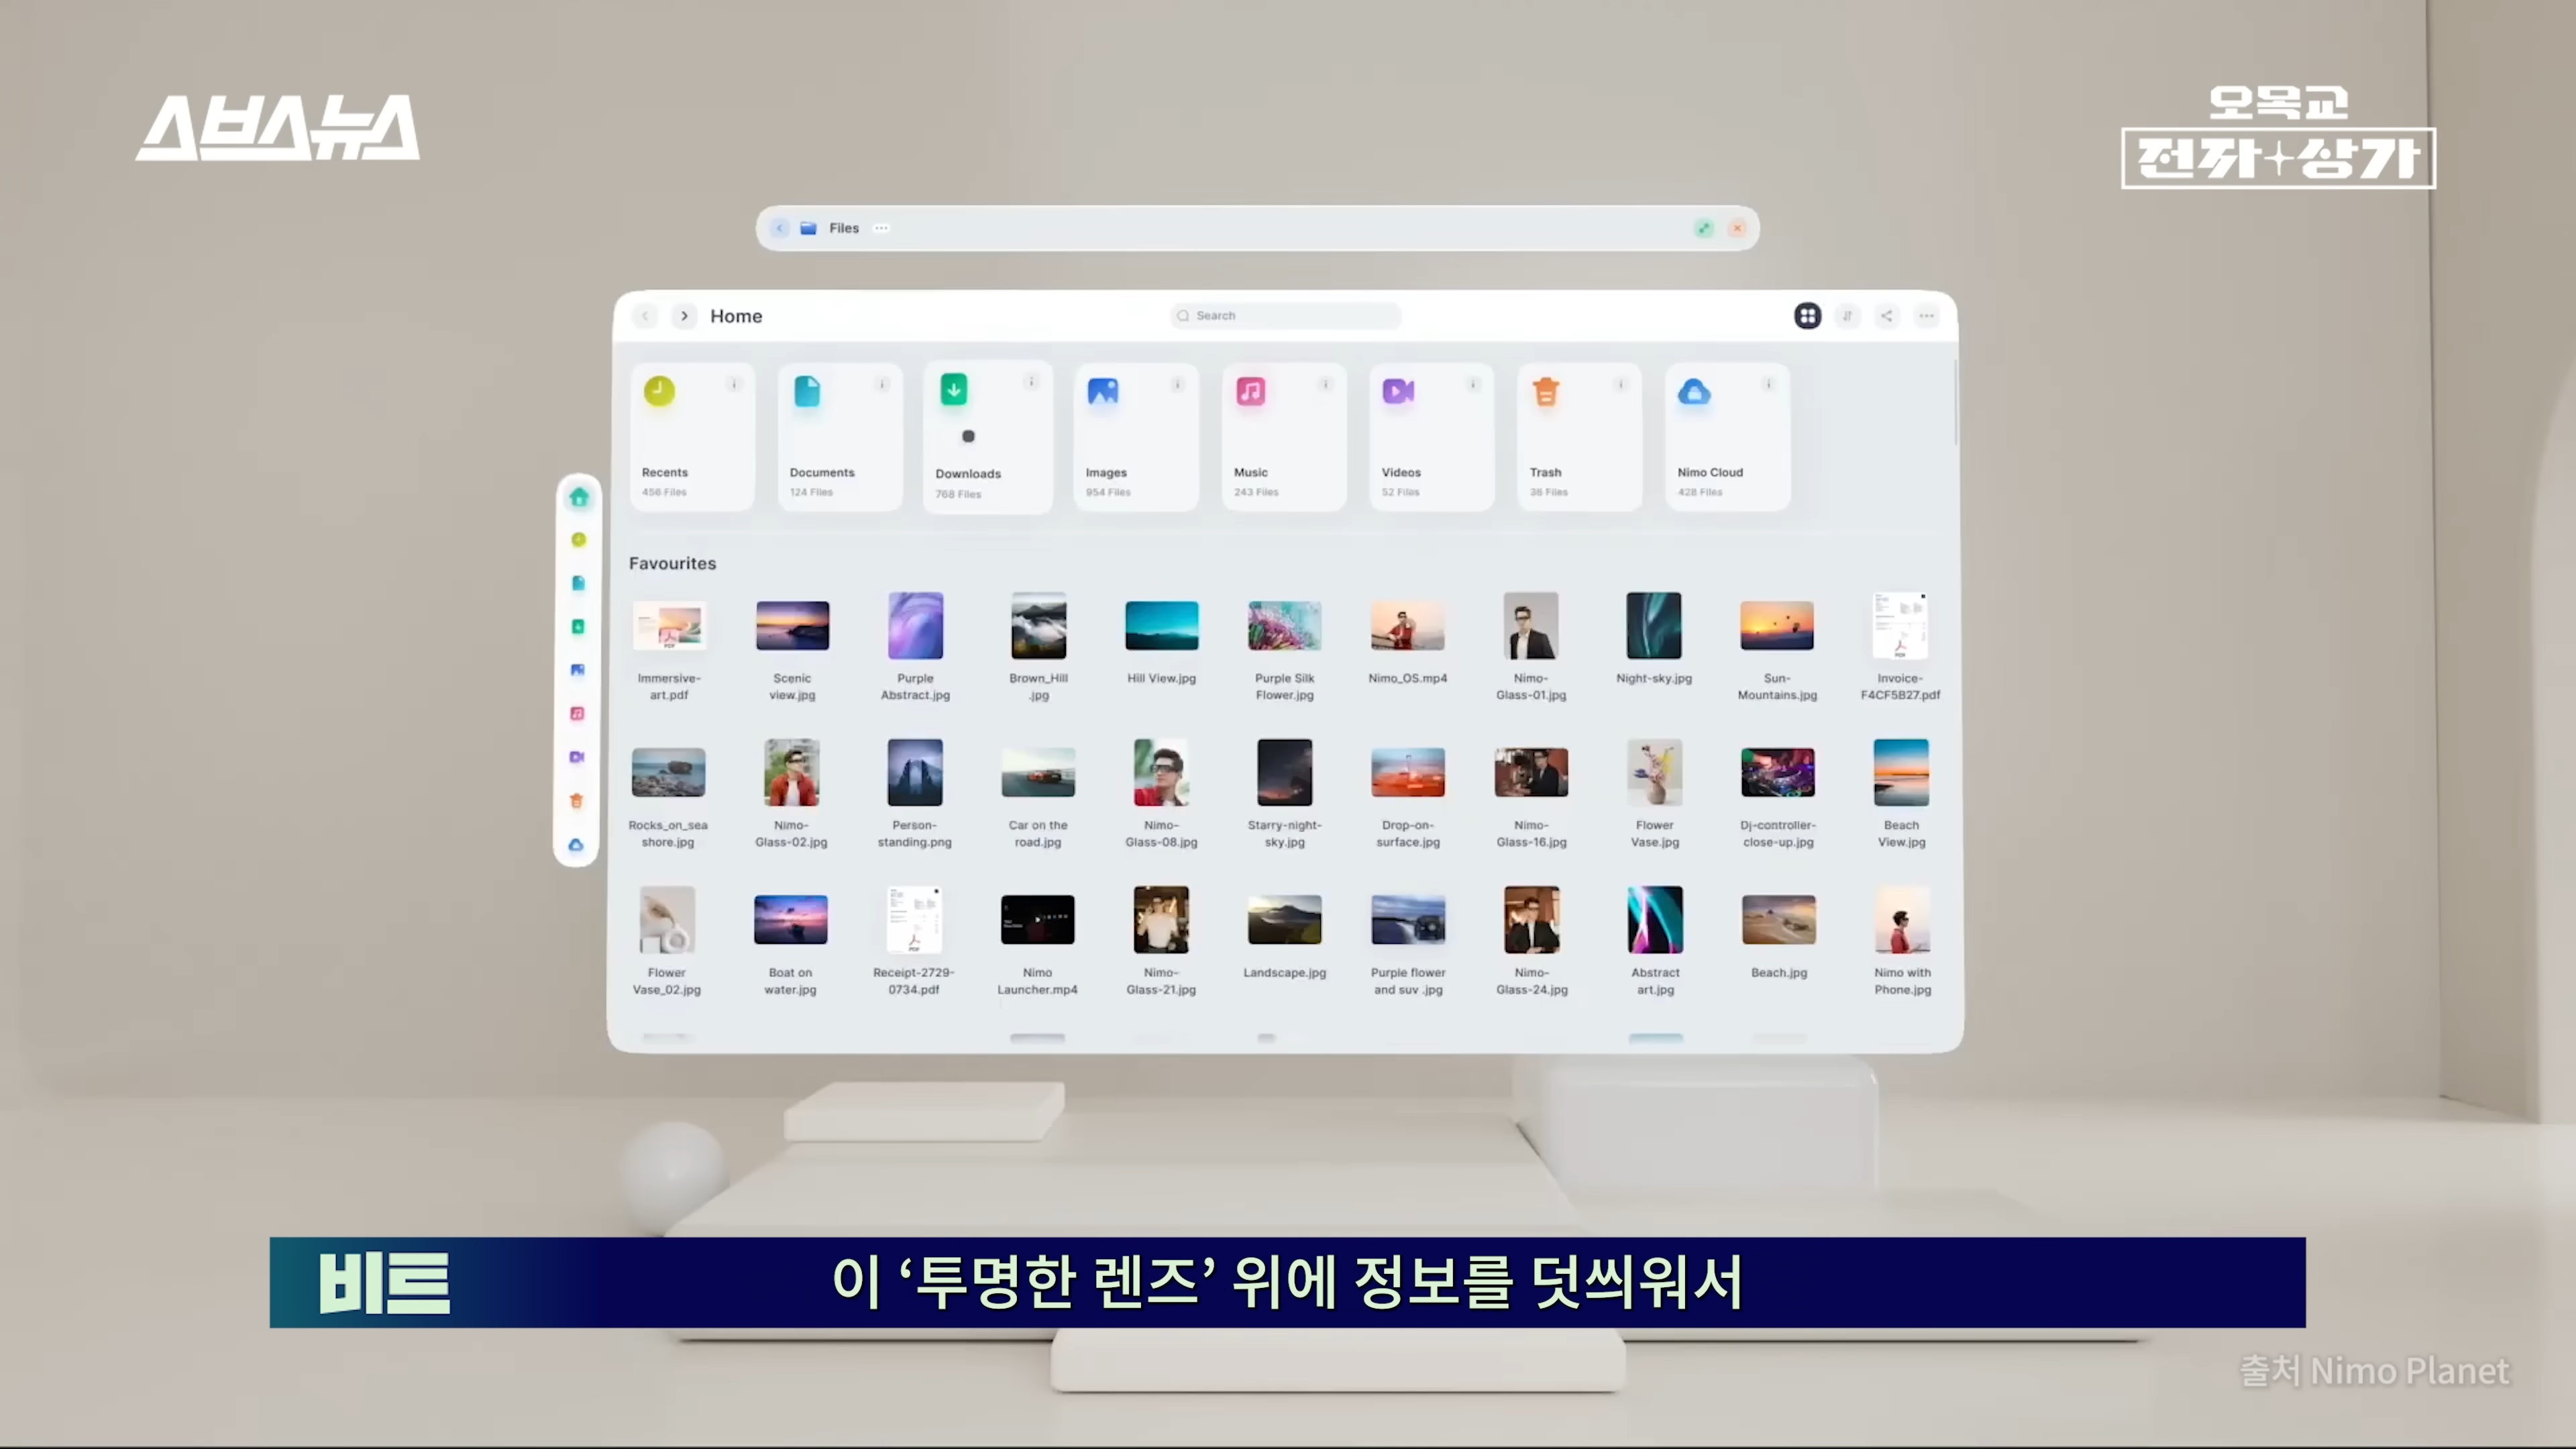 스브스뉴스
오목교
전자상가
Files
Home
Search
Recents
456 Files
Documents
124 Files
Downloads
768 Files
Images
954 Files
Music
243 Files
Videos
52 Files
Trash
36 Files
Nimo Cloud
428 Files
Favourites
Immersive-
art.pdf
Scenic
view.jpg
Purple
Abstract.jpg
Brown_Hill
.jpg
Hill View.jpg
Purple Silk
Flower.jpg
Nimo_OS.mp4
Nimo-
Glass-01.jpg
Night-sky.jpg
Sun-
Mountains.jpg
Invoice-
F4CF5B27.pdf
Rocks_on_sea
shore.jpg
Nimo-
Glass-02.jpg
Person-
standing.png
Car on the
road.jpg
Nimo-
Glass-08.jpg
Starry-night-
sky.jpg
Drop-on-
surface.jpg
Nimo-
Glass-16.jpg
Flower
Vase.jpg
Dj-controller-
close-up.jpg
Beach
View.jpg
Flower
Vase_02.jpg
Boat on
water.jpg
Receipt-2729-
0734.pdf
Nimo
Launcher.mp4
Nimo-
Glass-21.jpg
Landscape.jpg
Purple flower
and suv .jpg
Nimo-
Glass-24.jpg
Abstract
art.jpg
Beach.jpg
Nimo with
Phone.jpg
비트
이 ‘투명한 렌즈’ 위에 정보를 덧씌워서
출처 Nimo Planet